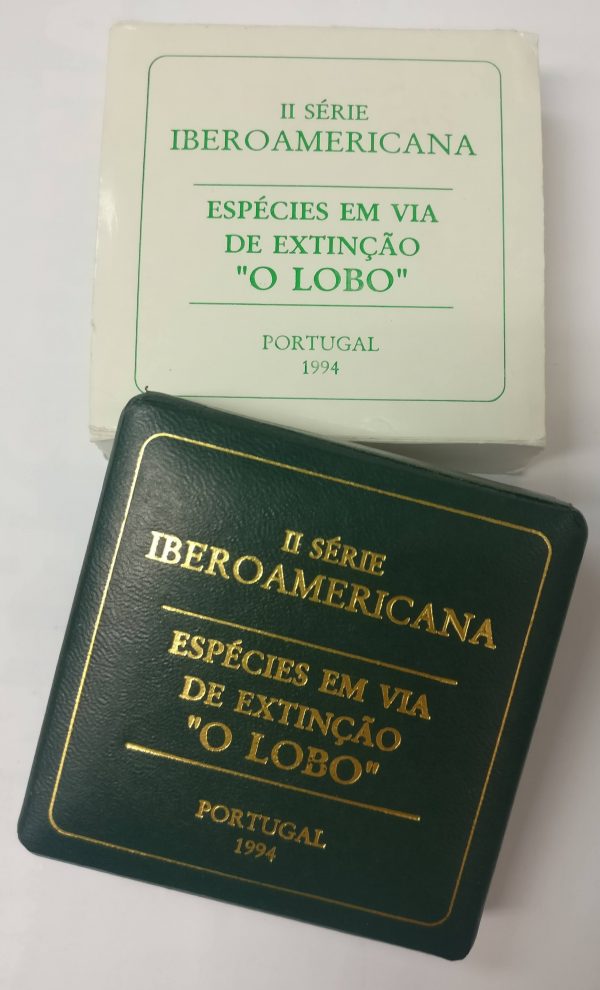 II SÉRIE
IBEROAMERICANA
ESPÉCIES EM VIA
DE EXTINÇÃO
"O LOBO"
PORTUGAL
1994
II SÉRIE
IBEROAMERICANA
ESPÉCIES EM VIA
DE EXTINÇÃO
"O LOBO"
PORTUGAL
1994